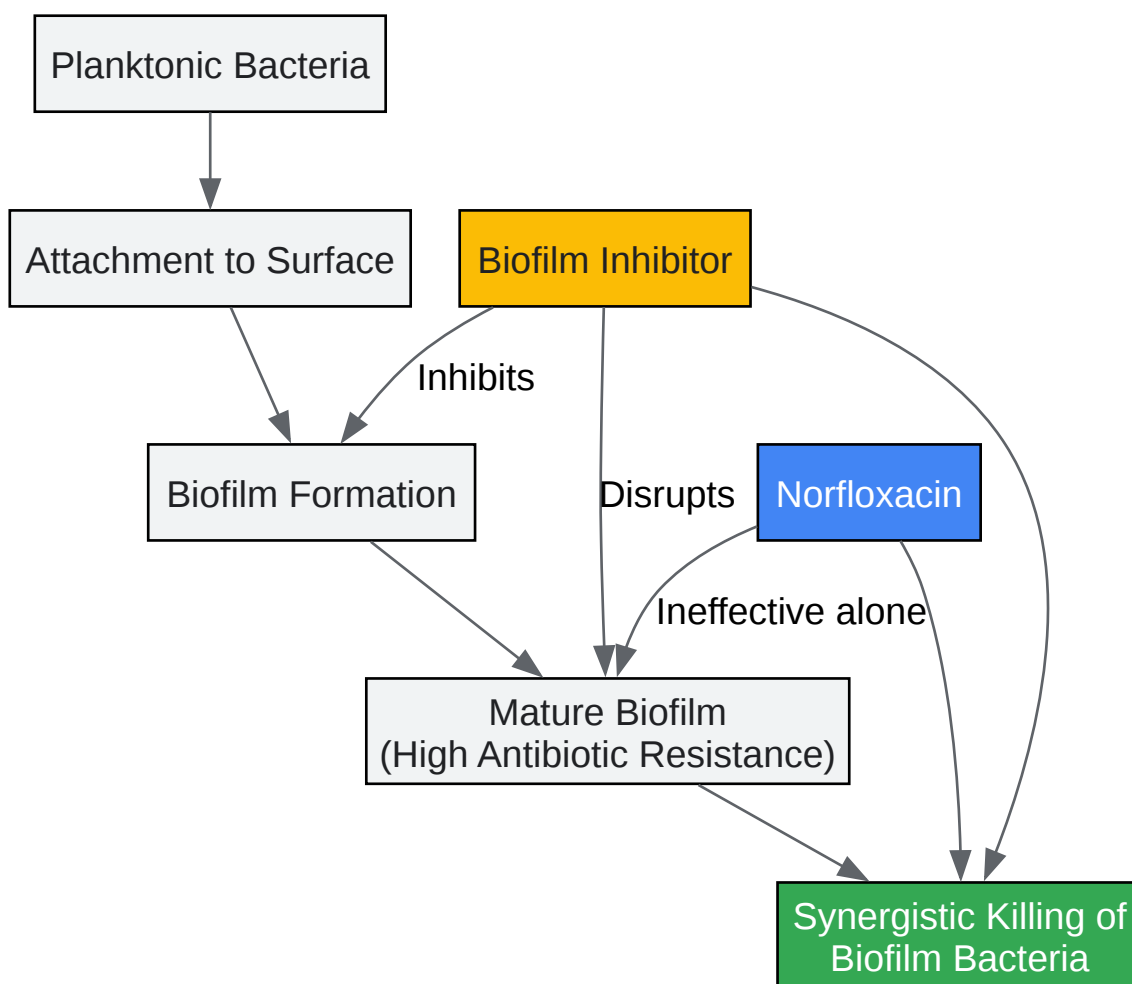 Planktonic Bacteria
Attachment to Surface
Biofilm Inhibitor
Inhibits
Biofilm Formation
Disrupts
Norfloxacin
Ineffective alone
Mature Biofilm
(High Antibiotic Resistance)
Synergistic Killing of
Biofilm Bacteria